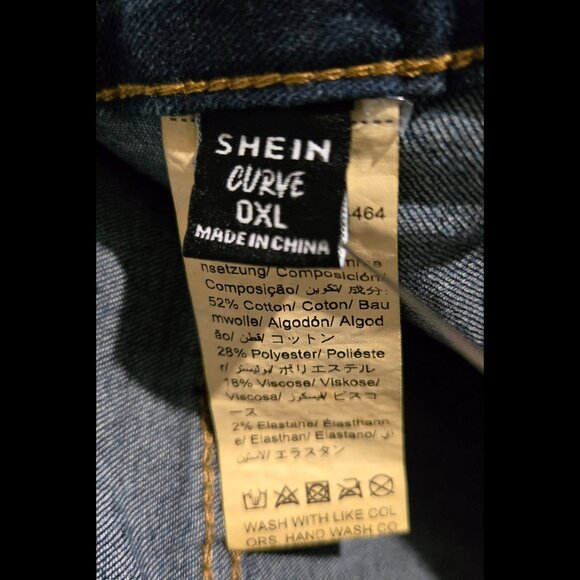 SHEIN
CURVE
0XL
MADE IN CHINA
464
nsetzung/ Composición/
Composição/ تكوين/ 成分:
52% Cotton/ Coton/ Bau
mwolle/ Algodón/ Algod
ão/ قطن/ コットン
28% Polyester/ Poliéste
r/ بوليستر/ ポリエステル
18% Viscose/ Viskose/
Viscosa/ فيسكوز/ ビスコ
ース
2% Elastane/ Élasthann
e/ Elasthan/ Elastano/
エラスタン
WASH WITH LIKE COL
ORS. HAND WASH CO